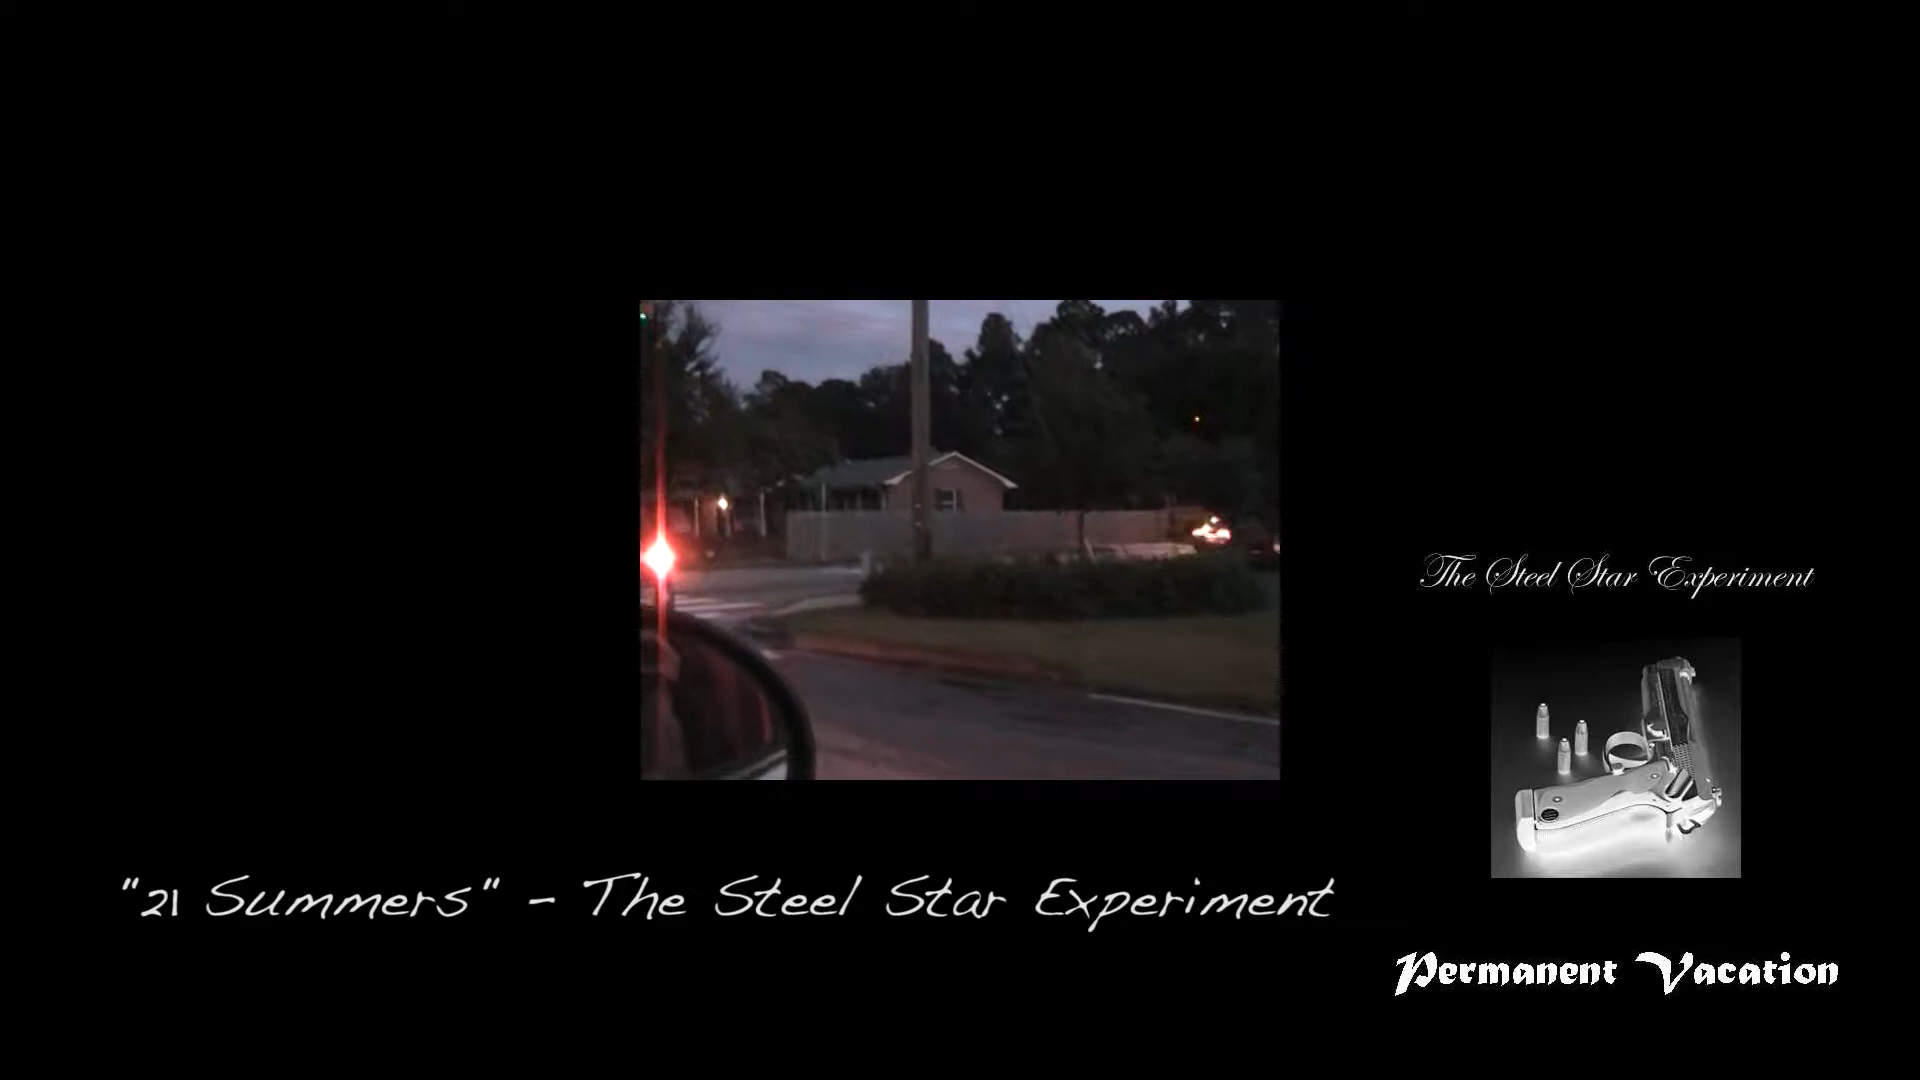 The Steel Star Experiment
"21 Summers" - The Steel Star Experiment
Permanent Vacation